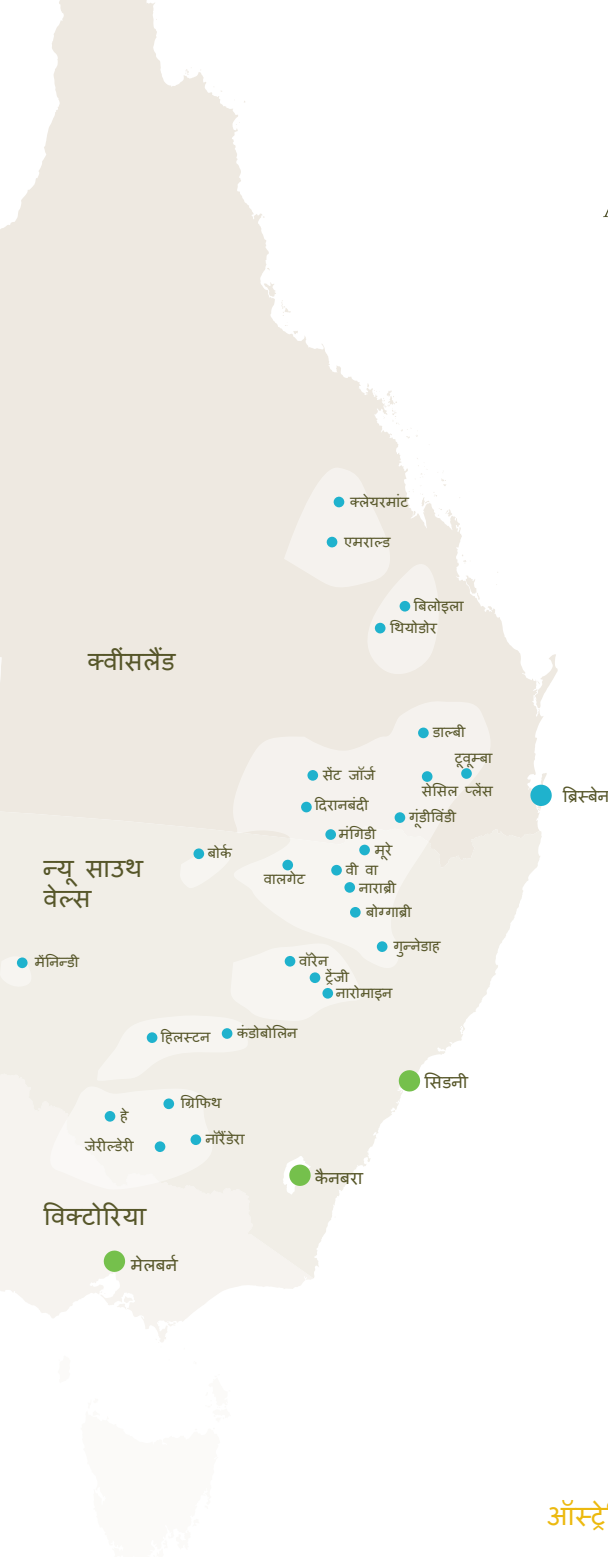 क्लेयरमांट
एमराल्ड
बिलोइला
थियोडोर
क्वींसलैंड
डाल्बी
टूवूम्बा
सेंट जॉर्ज
सेसिल प्लेंस
ब्रिस्बेन
दिरानबंदी
गूंडीविंडी
मंगिडी
मूरे
बोर्क
न्यू साउथ
वेल्स
वालगेट
वी वा
नाराब्री
बोग्गाब्री
गुन्नेडाह
मेनिन्डी
वॉरेन
ट्रेंजी
नारोमाइन
हिलस्टन
कंडोबोलिन
सिडनी
ग्रिफिथ
हे
जेरील्डेरी
नॉरैंडेरा
कैनबरा
विक्टोरिया
मेलबर्न